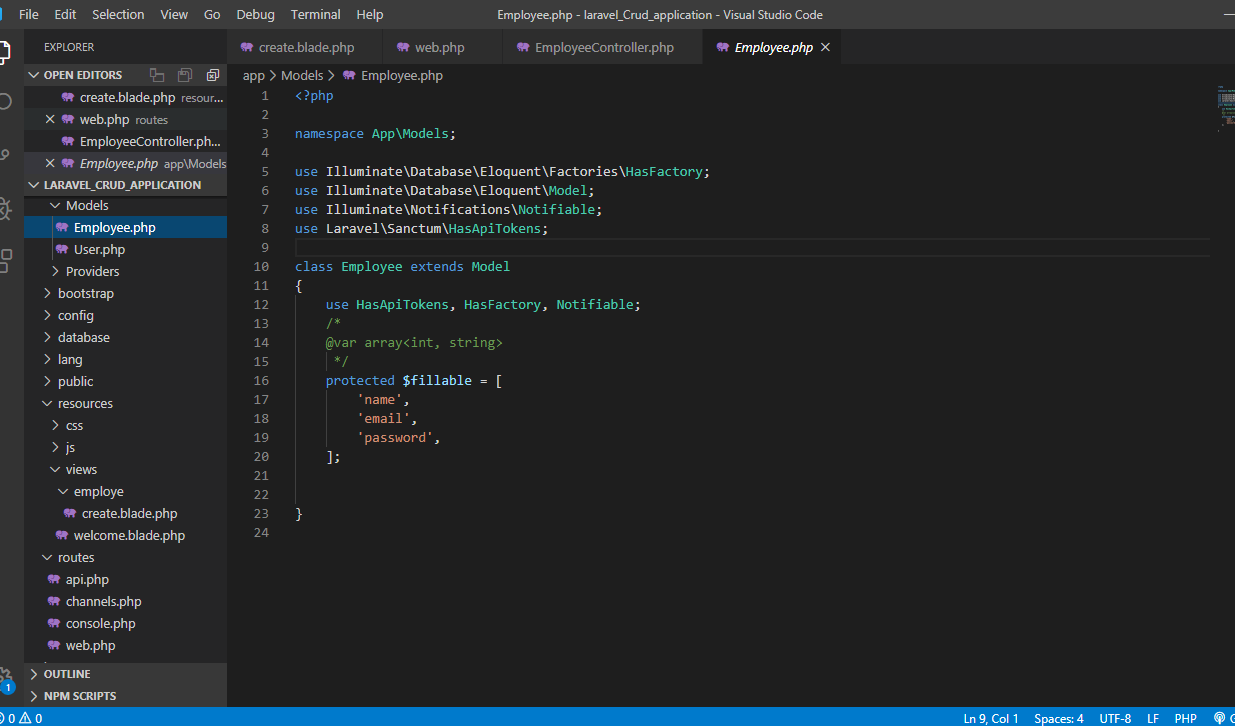 File Edit Selection View Go Debug Terminal Help Employee.php - laravel_Crud_application - Visual Studio Code
EXPLORER
OPEN EDITORS
create.blade.php resour...
web.php routes
EmployeeController.ph...
Employee.php app\Models
LARAVEL_CRUD_APPLICATION
Models
Employee.php
User.php
Providers
bootstrap
config
database
lang
public
resources
css
js
views
employe
create.blade.php
welcome.blade.php
routes
api.php
channels.php
console.php
web.php
OUTLINE
NPM SCRIPTS
1
create.blade.php web.php EmployeeController.php Employee.php
app > Models > Employee.php
1 <?php
2
3 namespace App\Models;
4
5 use Illuminate\Database\Eloquent\Factories\HasFactory;
6 use Illuminate\Database\Eloquent\Model;
7 use Illuminate\Notifications\Notifiable;
8 use Laravel\Sanctum\HasApiTokens;
9
10 class Employee extends Model
11 {
12 use HasApiTokens, HasFactory, Notifiable;
13 /*
14 @var array<int, string>
15 */
16 protected $fillable = [
17 'name',
18 'email',
19 'password',
20 ];
21
22
23 }
24
0 0 Ln 9, Col 1 Spaces: 4 UTF-8 LF PHP